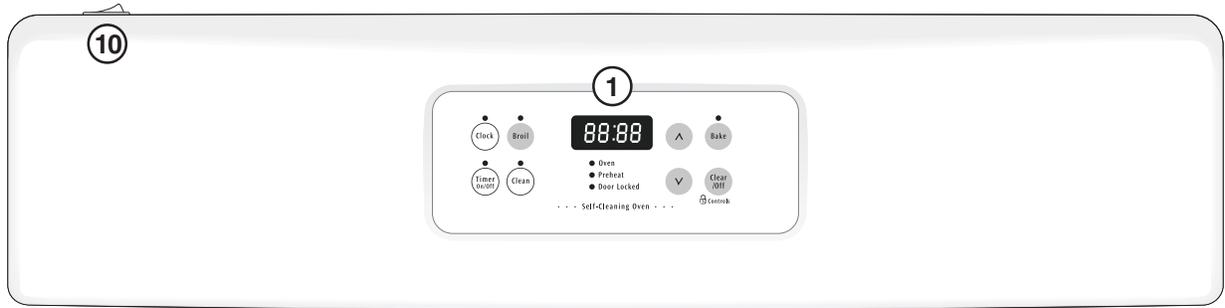 10
1
Clock
Broil
88:88
Bake
Timer
On/Off
Clean
Oven
Preheat
Door Locked
Clear
/Off
Controls
· · · Self-Cleaning Oven · · ·